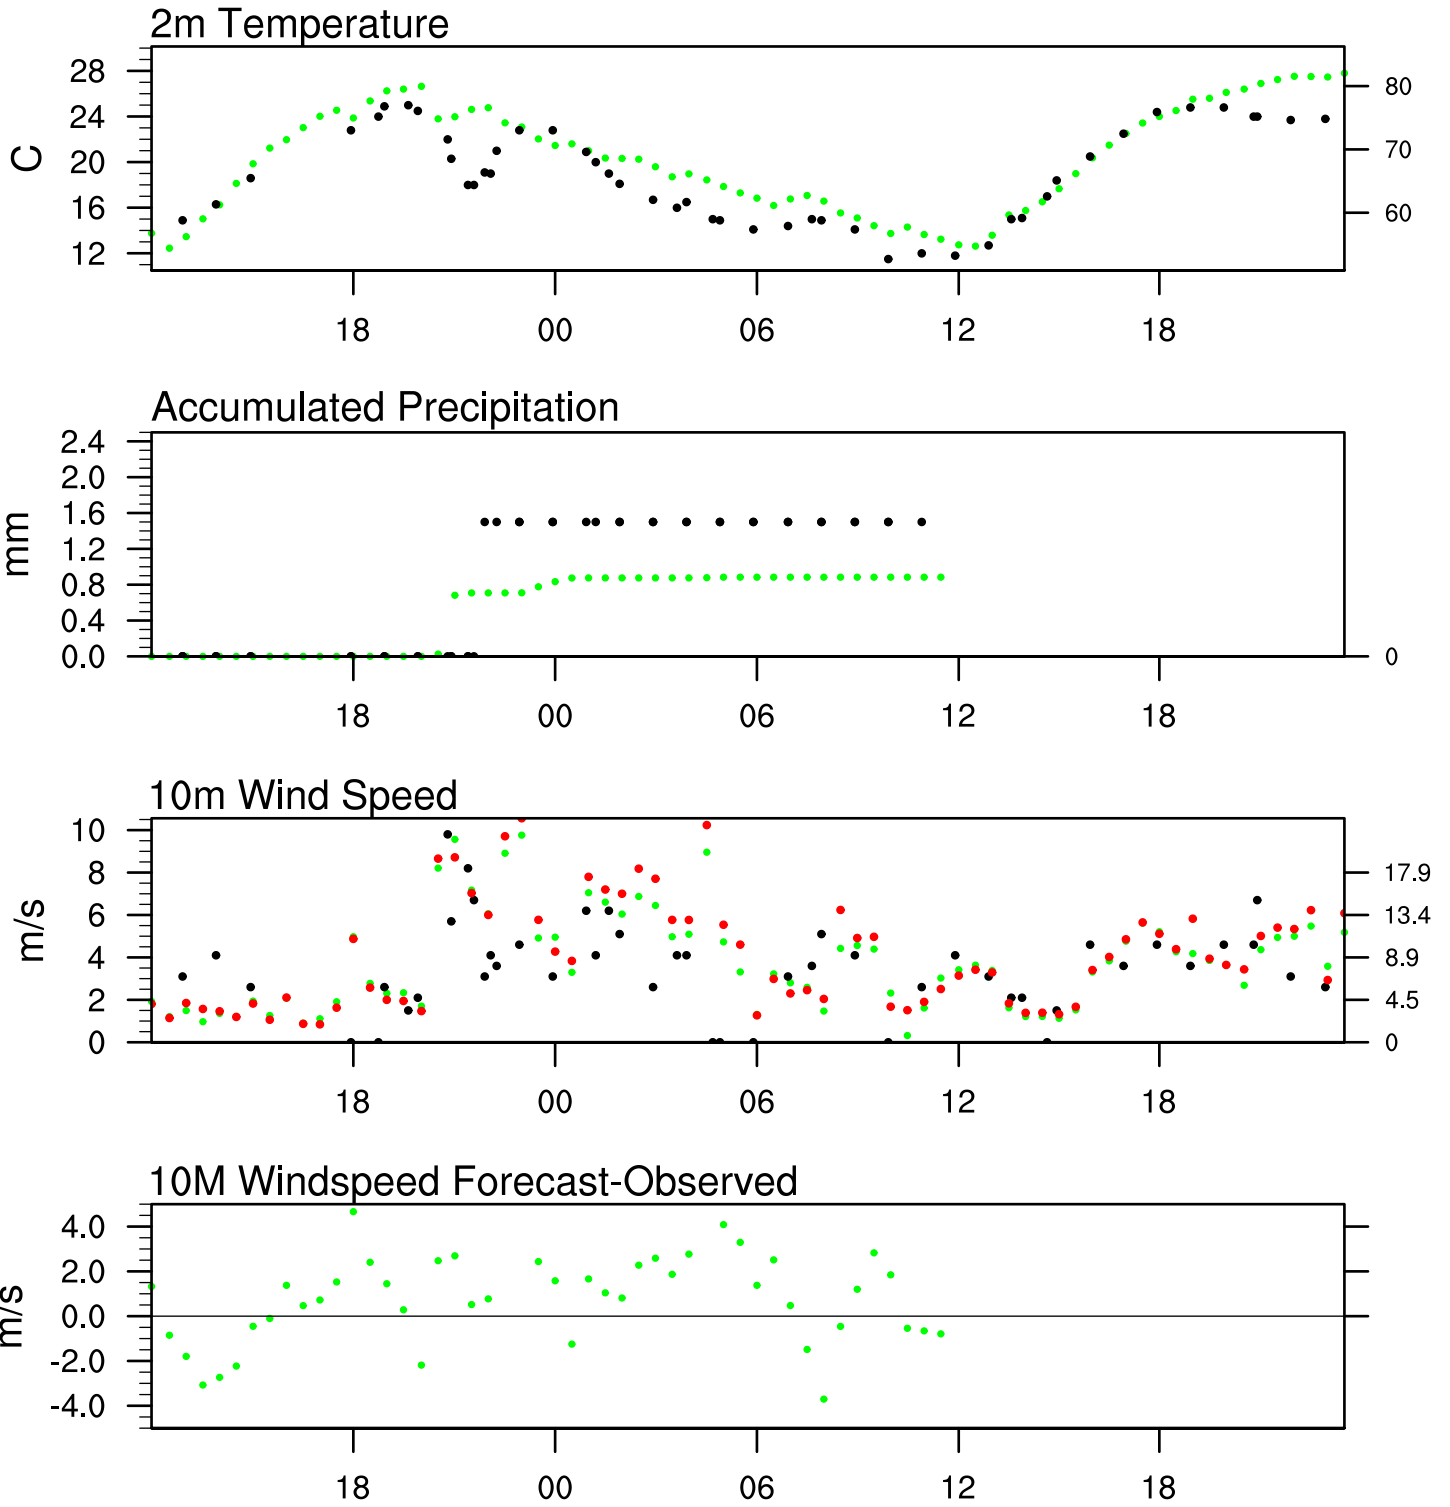 2m Temperature
28
24
20
16
12
C
80
70
60
18 00 06 12 18
Accumulated Precipitation
2.4
2.0
1.6
1.2
0.8
0.4
0.0
mm
0
18 00 06 12 18
10m Wind Speed
10
8
6
4
2
0
m/s
17.9
13.4
8.9
4.5
0
18 00 06 12 18
10M Windspeed Forecast-Observed
4.0
2.0
0.0
-2.0
-4.0
m/s
18 00 06 12 18